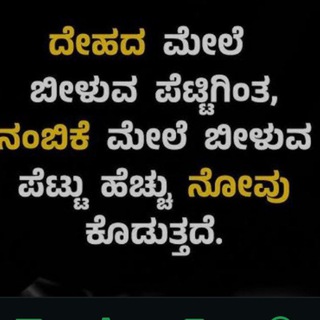 ದೇಹದ ಮೇಲೆ
ಬೀಳುವ ಪೆಟ್ಟಿಗಿಂತ,
ನಂಬಿಕೆ ಮೇಲೆ ಬೀಳುವ
ಪೆಟ್ಟು ಹೆಚ್ಚು ನೋವು
ಕೊಡುತ್ತದೆ.